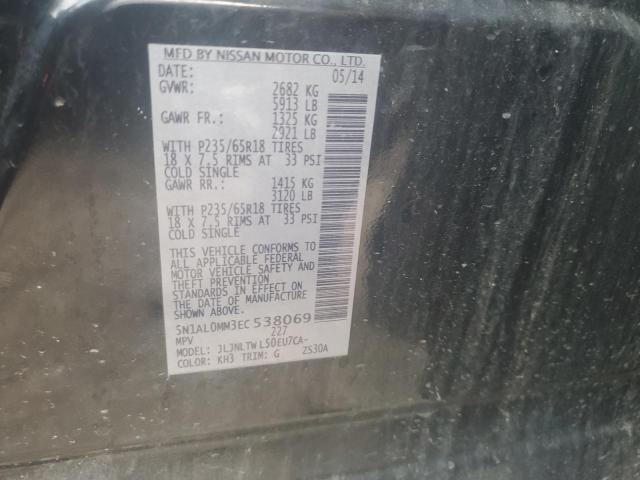 MFD BY NISSAN MOTOR CO., LTD.
DATE: 05/14
GVWR: 2682 KG
5913 LB
GAWR FR.: 1325 KG
2921 LB
WITH P235/65R18 TIRES
18 X 7.5 RIMS AT 33 PSI
COLD SINGLE
GAWR RR.: 1415 KG
3120 LB
WITH P235/65R18 TIRES
18 X 7.5 RIMS AT 33 PSI
COLD SINGLE
THIS VEHICLE CONFORMS TO
ALL APPLICABLE FEDERAL
MOTOR VEHICLE SAFETY AND
THEFT PREVENTION
STANDARDS IN EFFECT ON
THE DATE OF MANUFACTURE
SHOWN ABOVE.
5N1AL0MM3EC538069
MPV 227
MODEL: 3L3NLTWL50EU7CA-
COLOR: KH3 TRIM: G ZS30A